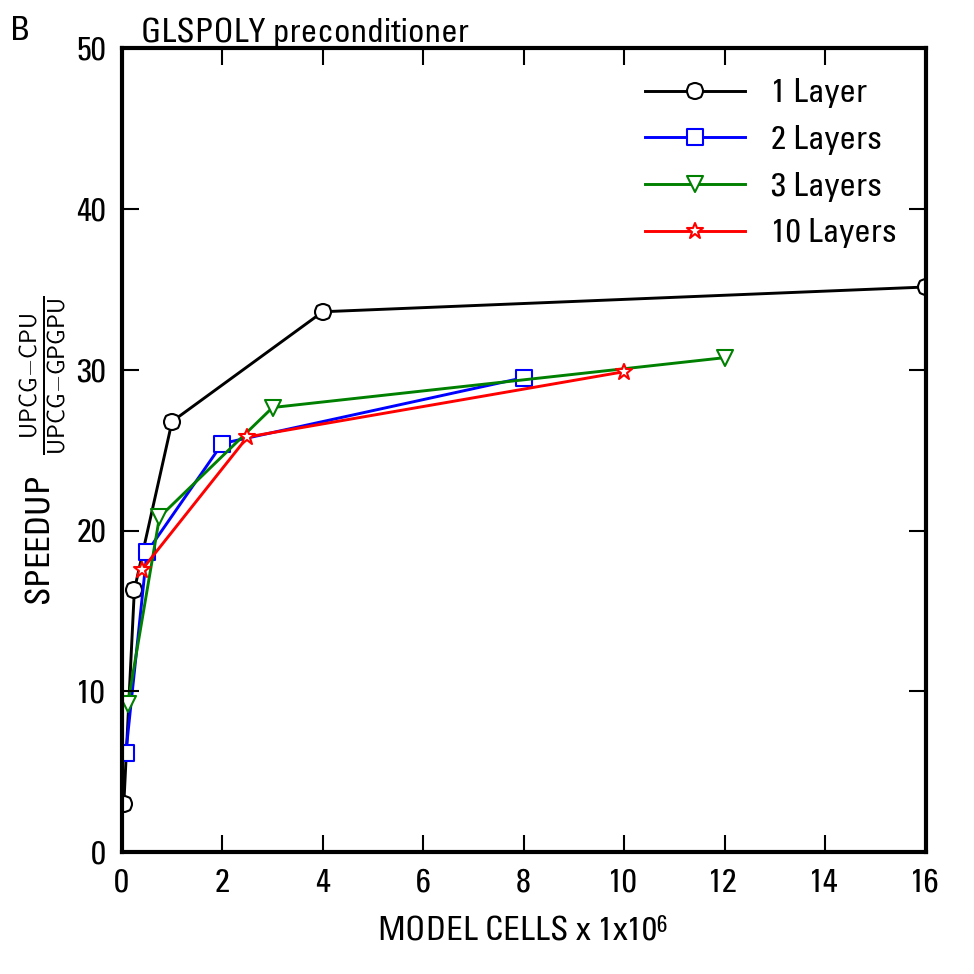 B
GLSPOLY preconditioner
50
40
30
20
10
0
0 2 4 6 8 10 12 14 16
1 Layer
2 Layers
3 Layers
10 Layers
SPEEDUP UPCG–CPU
UPCG–GPGPU
MODEL CELLS x 1x10⁶